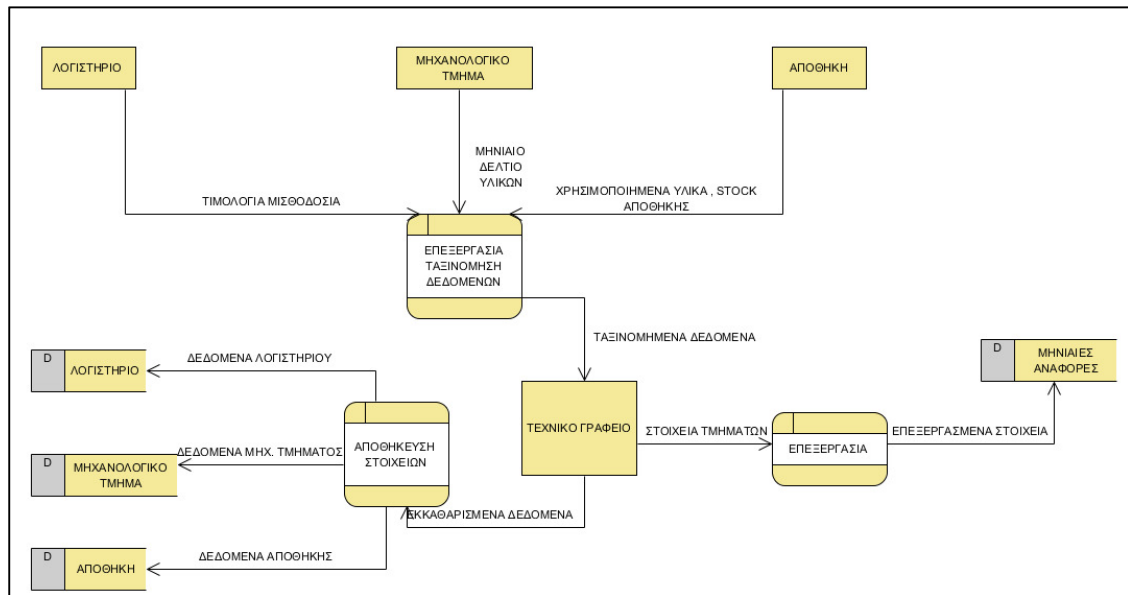 ΛΟΓΙΣΤΗΡΙΟ
ΜΗΧΑΝΟΛΟΓΙΚΟ
ΤΜΗΜΑ
ΑΠΟΘΗΚΗ
ΜΗΝΙΑΙΟ
ΔΕΛΤΙΟ
ΥΛΙΚΩΝ
ΤΙΜΟΛΟΓΙΑ ΜΙΣΘΟΔΟΣΙΑ
ΧΡΗΣΙΜΟΠΟΙΗΜΕΝΑ ΥΛΙΚΑ , STOCK
ΑΠΟΘΗΚΗΣ
ΕΠΕΞΕΡΓΑΣΙΑ
ΤΑΞΙΝΟΜΗΣΗ
ΔΕΔΟΜΕΝΩΝ
ΤΑΞΙΝΟΜΗΜΕΝΑ ΔΕΔΟΜΕΝΑ
D
ΜΗΝΙΑΙΕΣ
ΑΝΑΦΟΡΕΣ
D
ΛΟΓΙΣΤΗΡΙΟ
ΔΕΔΟΜΕΝΑ ΛΟΓΙΣΤΗΡΙΟΥ
ΤΕΧΝΙΚΟ ΓΡΑΦΕΙΟ
ΣΤΟΙΧΕΙΑ ΤΜΗΜΑΤΩΝ
ΕΠΕΞΕΡΓΑΣΙΑ
ΕΠΕΞΕΡΓΑΣΜΕΝΑ ΣΤΟΙΧΕΙΑ
ΑΠΟΘΗΚΕΥΣΗ
ΣΤΟΙΧΕΙΩΝ
ΔΕΔΟΜΕΝΑ ΜΗΧ. ΤΜΗΜΑΤΟΣ
D
ΜΗΧΑΝΟΛΟΓΙΚΟ
ΤΜΗΜΑ
ΕΚΚΑΘΑΡΙΣΜΕΝΑ ΔΕΔΟΜΕΝΑ
D
ΑΠΟΘΗΚΗ
ΔΕΔΟΜΕΝΑ ΑΠΟΘΗΚΗΣ